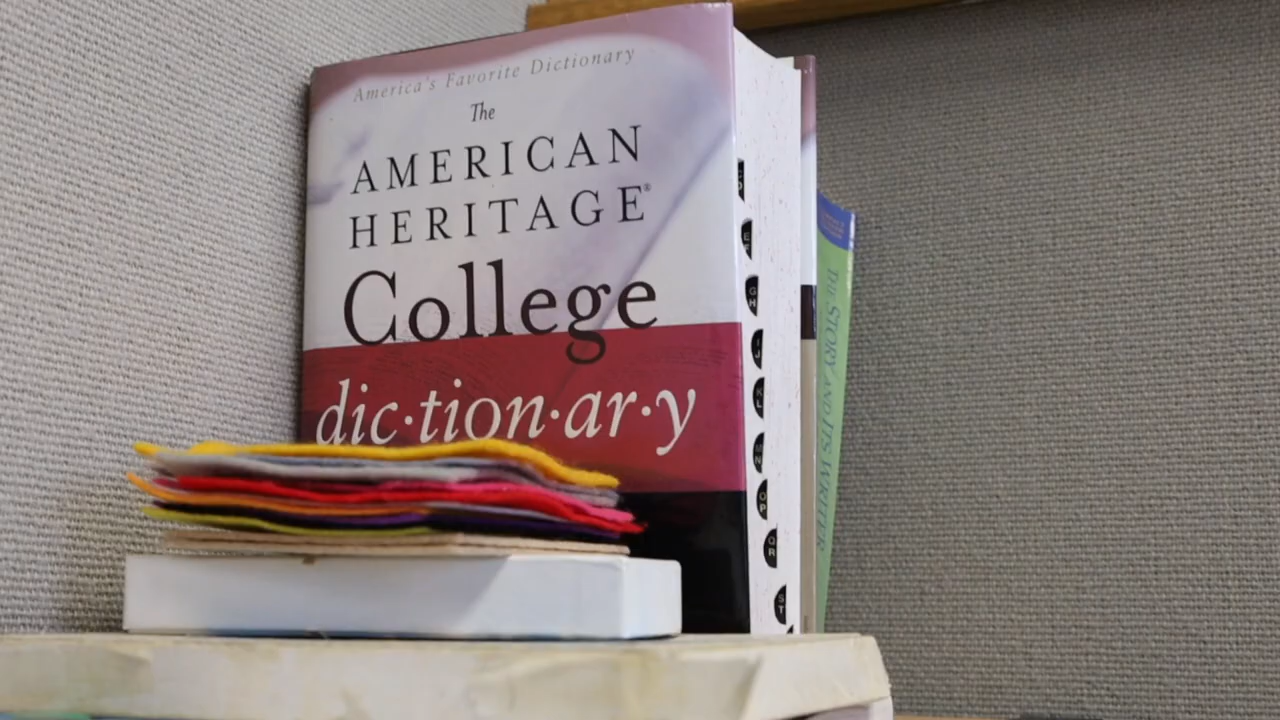 America's Favorite Dictionary
The
AMERICAN
HERITAGE®
College
dic·tion·ar·y
E
F
G
H
I
J
K
L
M
N
O
P
Q
R
S
T
THE STORY AND ITS WRITER